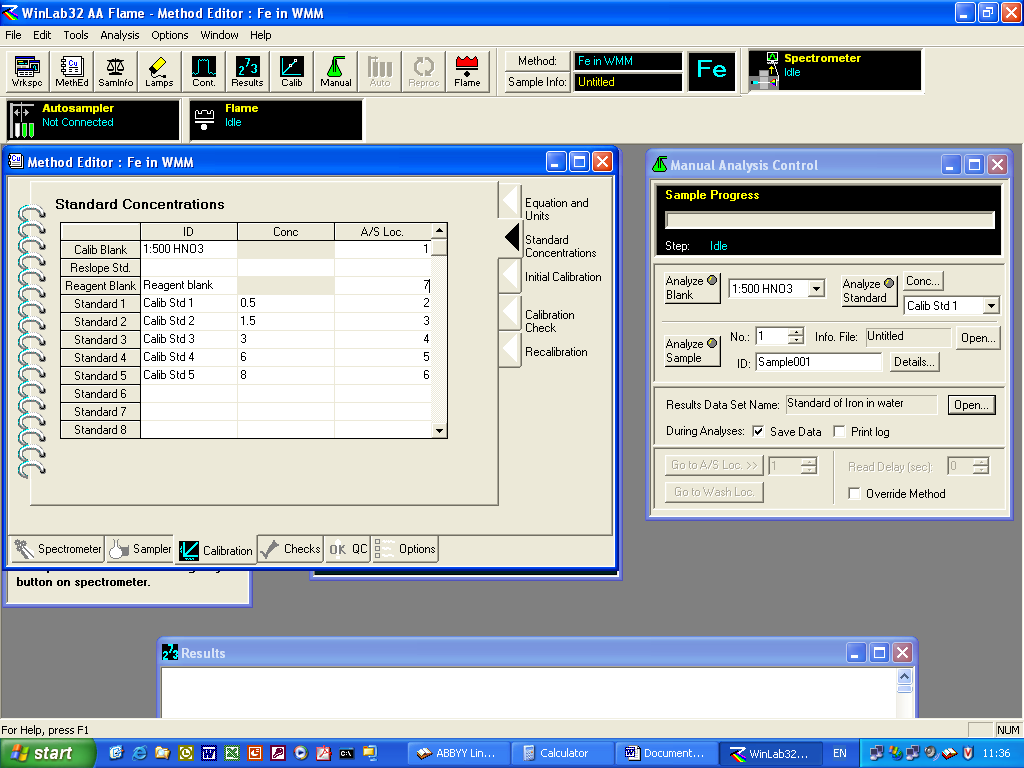 WinLab32 AA Flame - Method Editor : Fe in WMM
File Edit Tools Analysis Options Window Help
Wrkspc MethEd SamInfo Lamps Cont. Results Calib Manual Auto Reproc Flame
Method: Fe in WMM
Sample Info: Untitled
Fe
Spectrometer
Idle
Autosampler
Not Connected
Flame
Idle
Method Editor : Fe in WMM
Standard Concentrations
ID Conc A/S Loc.
Calib Blank 1:500 HNO3 1
Reslope Std.
Reagent Blank Reagent blank 7
Standard 1 Calib Std 1 0.5 2
Standard 2 Calib Std 2 1.5 3
Standard 3 Calib Std 3 3 4
Standard 4 Calib Std 4 6 5
Standard 5 Calib Std 5 8 6
Standard 6
Standard 7
Standard 8
Equation and
Units
Standard
Concentrations
Initial Calibration
Calibration
Check
Recalibration
Spectrometer Sampler Calibration Checks OK QC Options
button on spectrometer.
Manual Analysis Control
Sample Progress
Step: Idle
Analyze
Blank
1:500 HNO3
Analyze
Standard
Conc...
Calib Std 1
Analyze
Sample
No.: 1 Info. File: Untitled Open...
ID: Sample001 Details...
Results Data Set Name: Standard of Iron in water Open...
During Analyses: Save Data Print log
Go to A/S Loc. >> 1 Read Delay (sec): 0
Go to Wash Loc. Override Method
Results
For Help, press F1
NUM
start ABBYY Lin... Calculator Document... WinLab32... EN 11:36